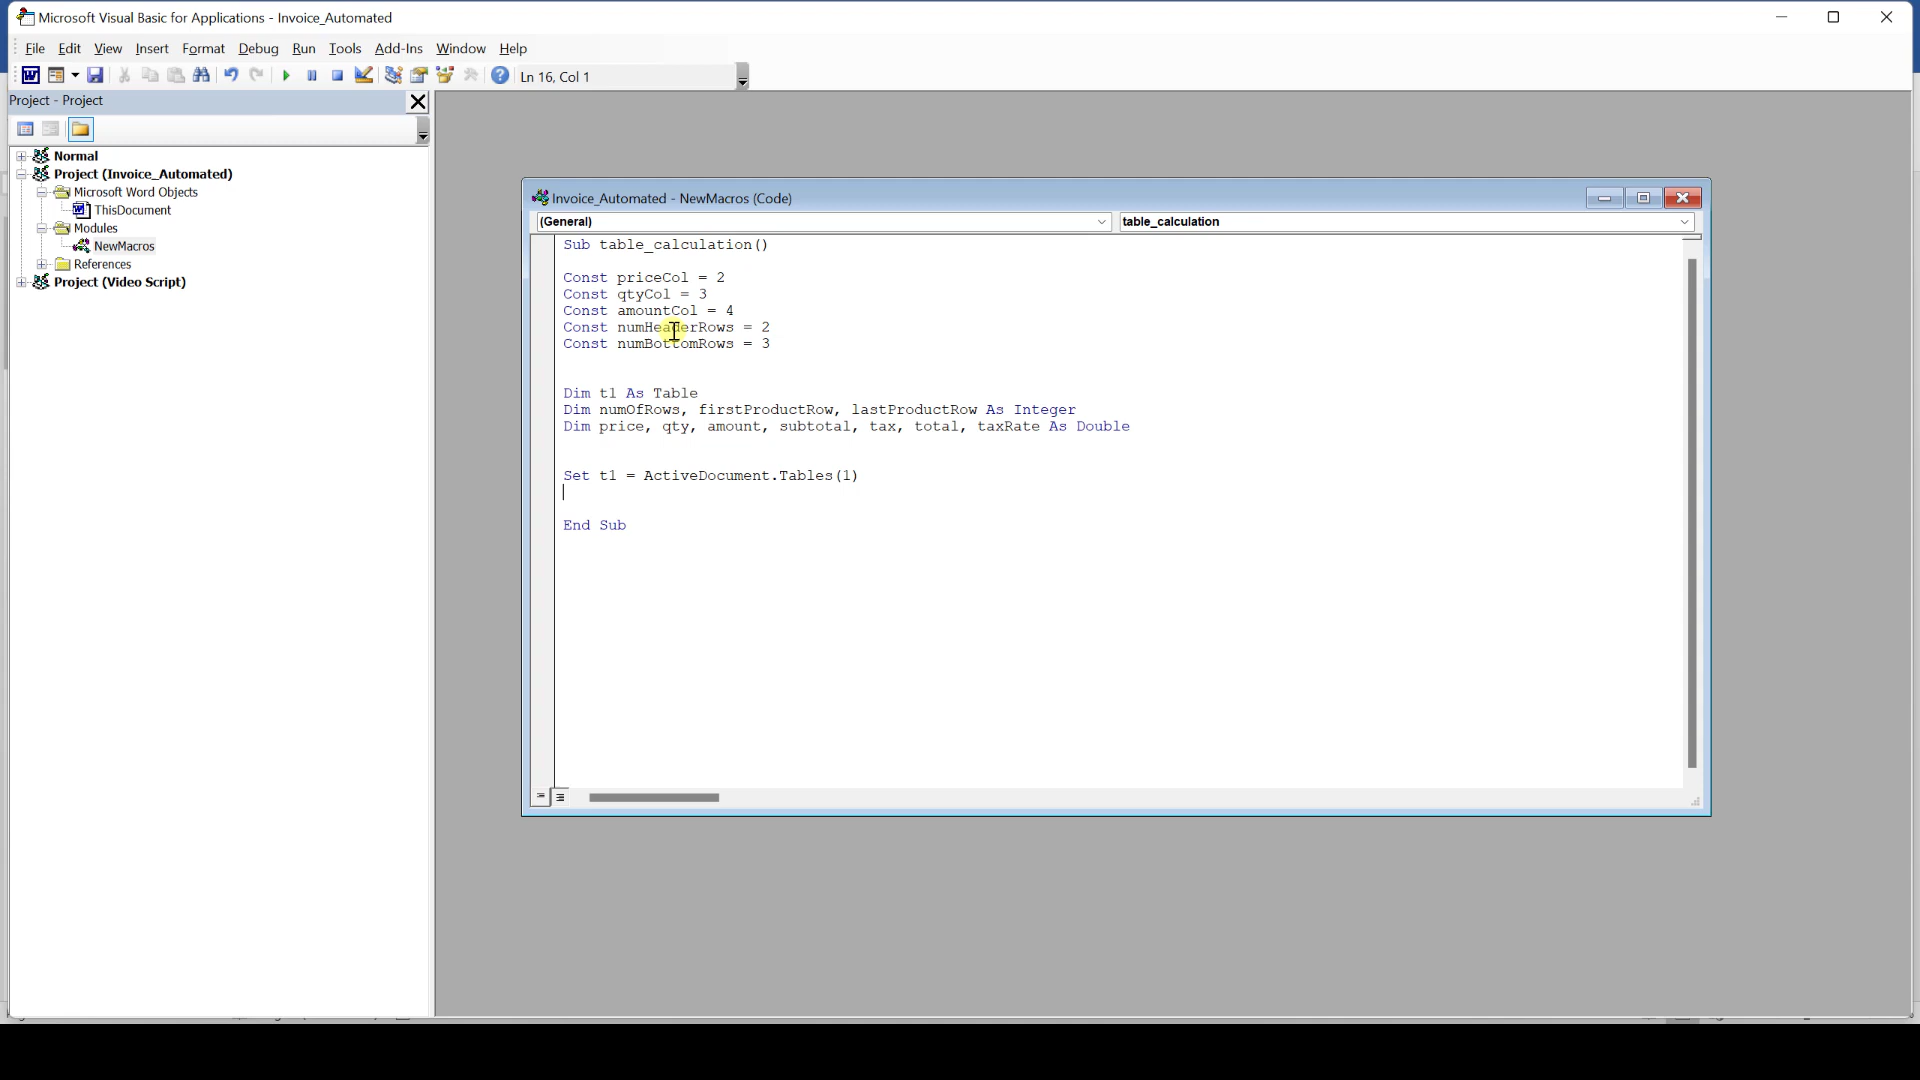 Microsoft Visual Basic for Applications - Invoice_Automated
File Edit View Insert Format Debug Run Tools Add-Ins Window Help
Ln 16, Col 1
Project - Project
Normal
Project (Invoice_Automated)
Microsoft Word Objects
ThisDocument
Modules
NewMacros
References
Project (Video Script)
Invoice_Automated - NewMacros (Code)
(General) table_calculation
Sub table_calculation()
Const priceCol = 2
Const qtyCol = 3
Const amountCol = 4
Const numHeaderRows = 2
Const numBottomRows = 3
Dim t1 As Table
Dim numOfRows, firstProductRow, lastProductRow As Integer
Dim price, qty, amount, subtotal, tax, total, taxRate As Double
Set t1 = ActiveDocument.Tables(1)
End Sub